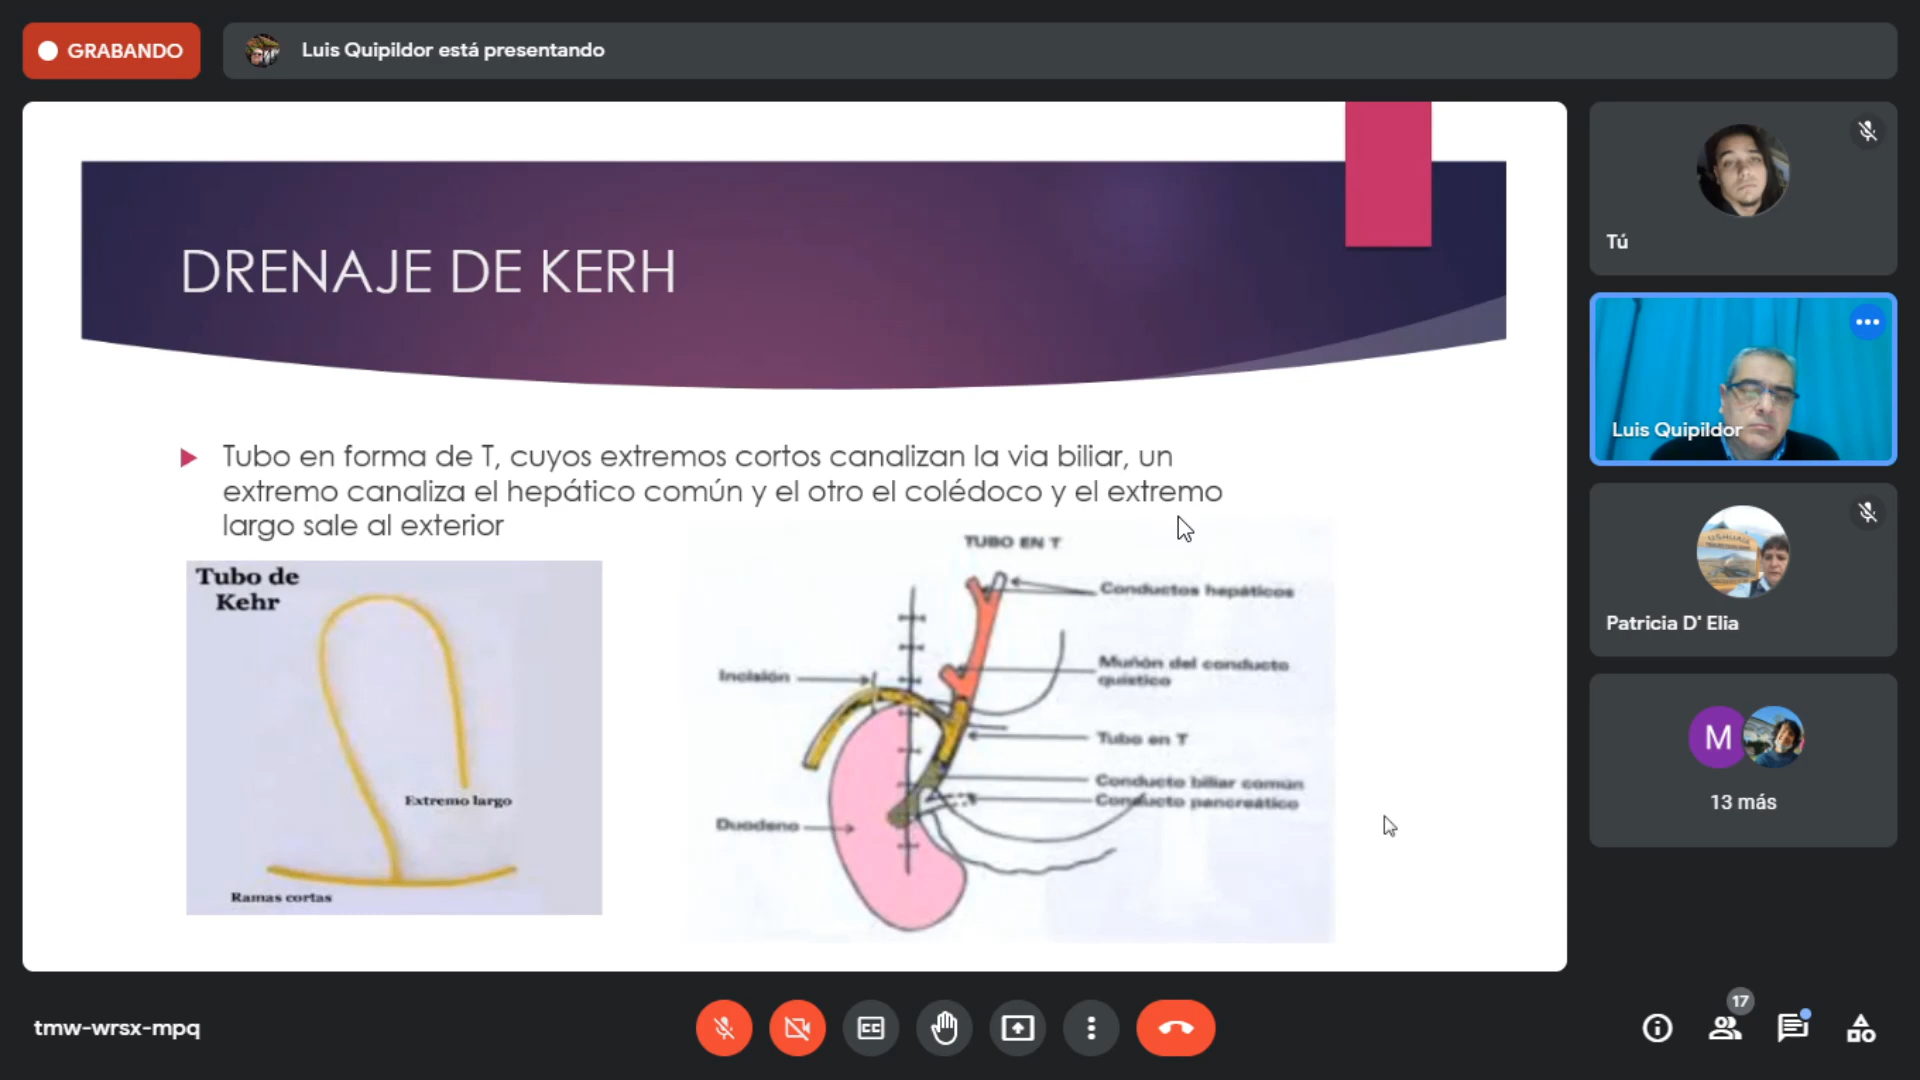 GRABANDO
Luis Quipildor está presentando
DRENAJE DE KERH
Tubo en forma de T, cuyos extremos cortos canalizan la via biliar, un
extremo canaliza el hepático común y el otro el colédoco y el extremo
largo sale al exterior
Tubo de
Kehr
Extremo largo
Ramas cortas
TUBO EN T
Conductos hepáticos
Incisión
Muñón del conducto
quístico
Tubo en T
Conducto biliar común
Conducto pancreático
Duodeno
Tú
Luis Quipildor
USHUAIA
Patricia D' Elia
M
13 más
tmw-wrsx-mpq
CC
17